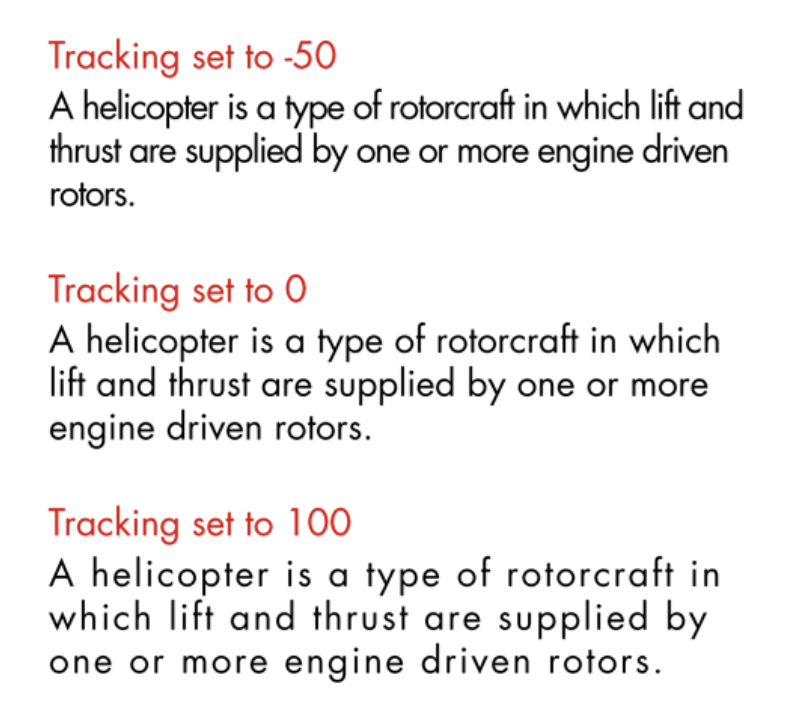 Tracking set to -50
A helicopter is a type of rotorcraft in which lift and
thrust are supplied by one or more engine driven
rotors.
Tracking set to 0
A helicopter is a type of rotorcraft in which
lift and thrust are supplied by one or more
engine driven rotors.
Tracking set to 100
A helicopter is a type of rotorcraft in
which lift and thrust are supplied by
one or more engine driven rotors.